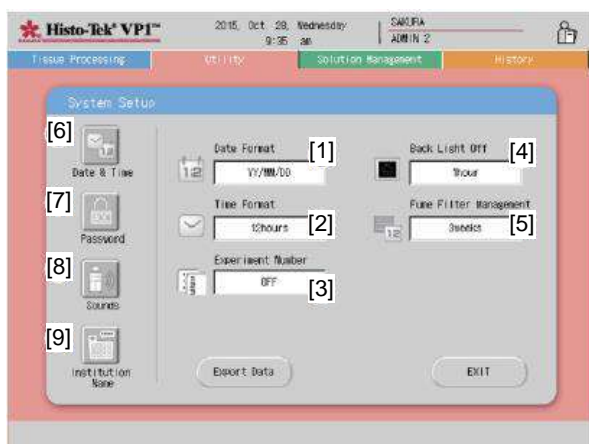 Histo-Tek® VP1™
2015, Oct 28, Wednesday
9:35 am
SAKURA
ADMIN 2
Tissue Processing
Utility
Solution Management
History
System Setup
[6]
Date & Time
[7]
Password
[8]
Sounds
[9]
Institution
Name
Date Format
[1]
YY/MM/DD
Time Format
12hours
[2]
Experiment Number
OFF
[3]
Back Light Off
[4]
1hour
Fume Filter Management
3weeks
[5]
Export Data
EXIT